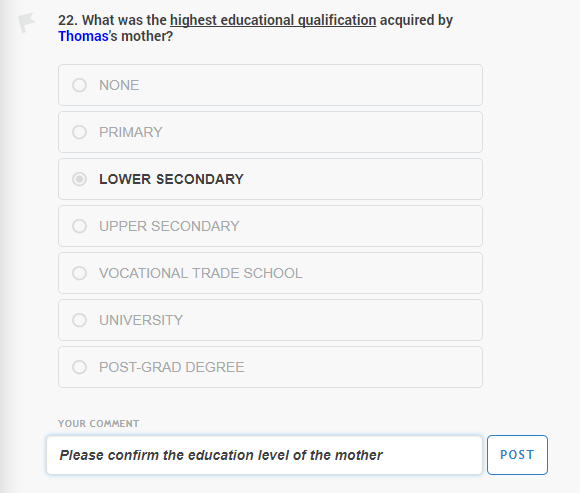 22. What was the highest educational qualification acquired by
Thomas's mother?
NONE
PRIMARY
LOWER SECONDARY
UPPER SECONDARY
VOCATIONAL TRADE SCHOOL
UNIVERSITY
POST-GRAD DEGREE
YOUR COMMENT
Please confirm the education level of the mother
POST